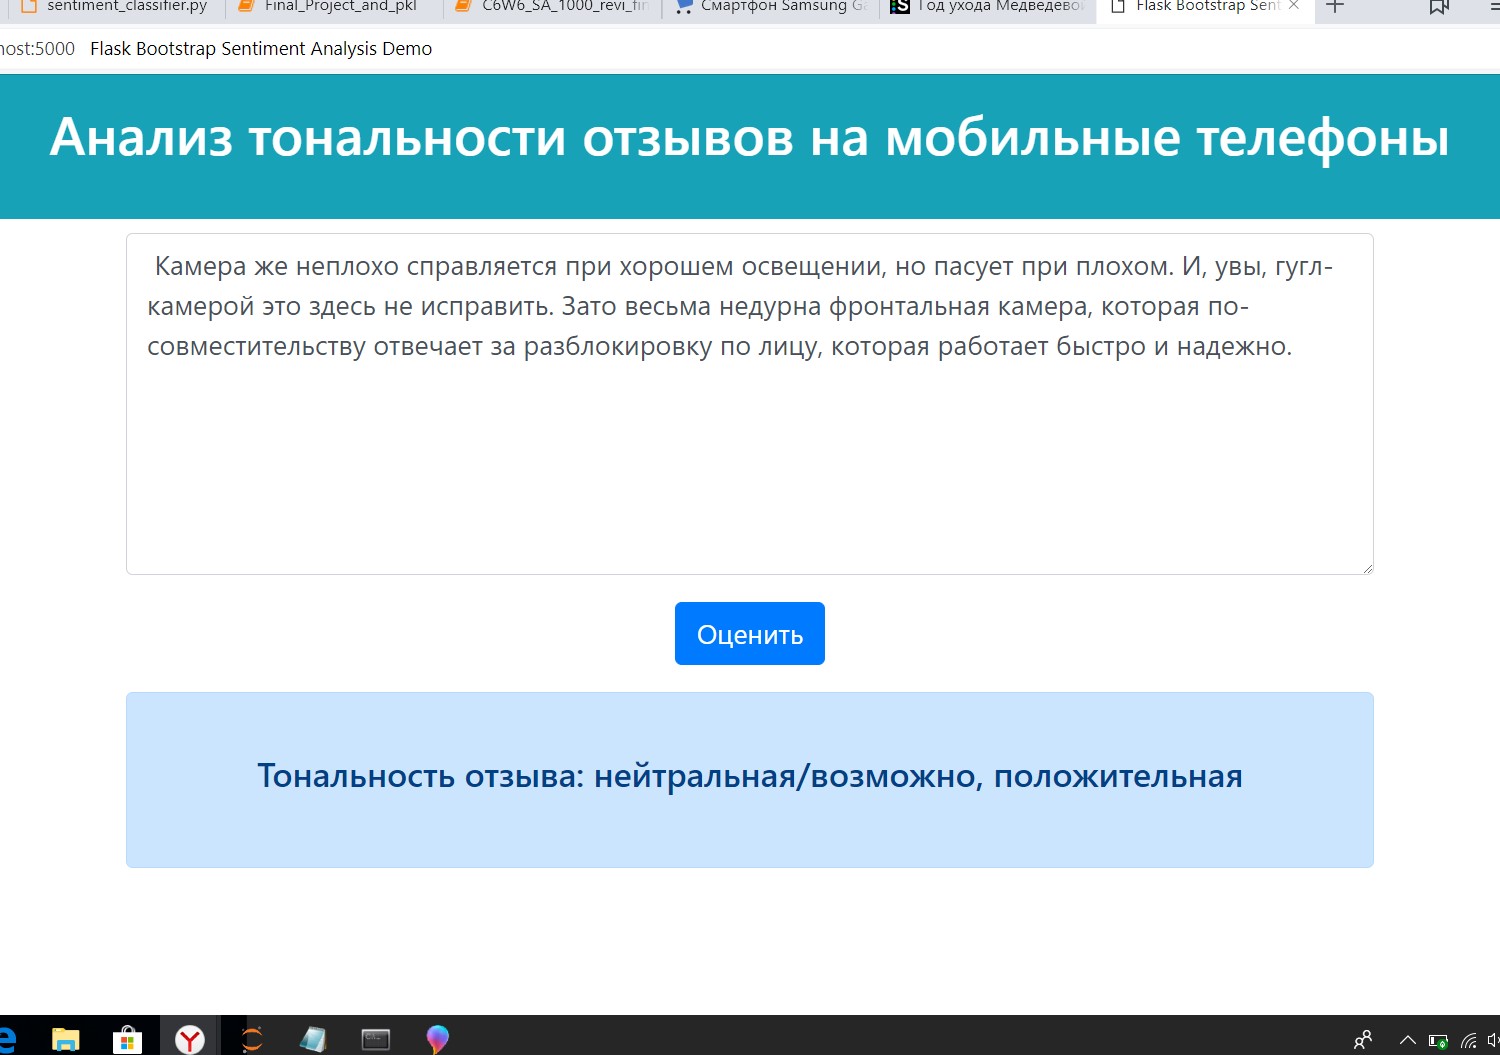 sentiment_classifier.py
Final_Project_and_pkl
C6W6_SA_1000_revi_fin
Смартфон Samsung Ga
Год ухода Медведевой
Flask Bootstrap Sent
host:5000 Flask Bootstrap Sentiment Analysis Demo
Анализ тональности отзывов на мобильные телефоны
Камера же неплохо справляется при хорошем освещении, но пасует при плохом. И, увы, гугл-
камерой это здесь не исправить. Зато весьма недурна фронтальная камера, которая по-
совместительству отвечает за разблокировку по лицу, которая работает быстро и надежно.
Оценить
Тональность отзыва: нейтральная/возможно, положительная